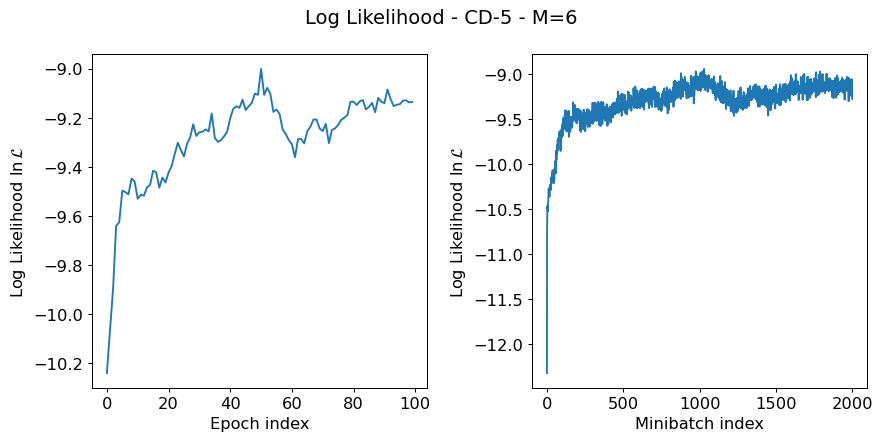 Log Likelihood - CD-5 - M=6
Log Likelihood ln ℒ
−9.0
−9.2
−9.4
−9.6
−9.8
−10.0
−10.2
0 20 40 60 80 100
Epoch index
Log Likelihood ln ℒ
−9.0
−9.5
−10.0
−10.5
−11.0
−11.5
−12.0
0 500 1000 1500 2000
Minibatch index